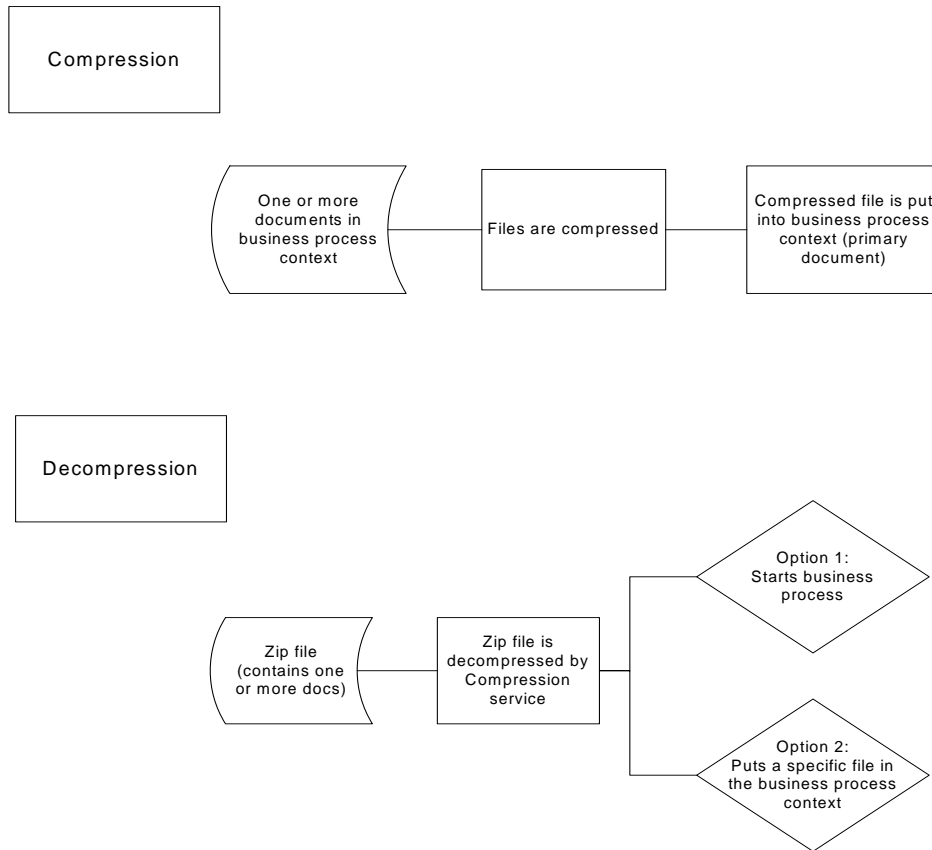 Compression
One or more
documents in
business process
context
Files are compressed
Compressed file is put
into business process
context (primary
document)
Decompression
Zip file
(contains one
or more docs)
Zip file is
decompressed by
Compression
service
Option 1:
Starts business
process
Option 2:
Puts a specific file in
the business process
context